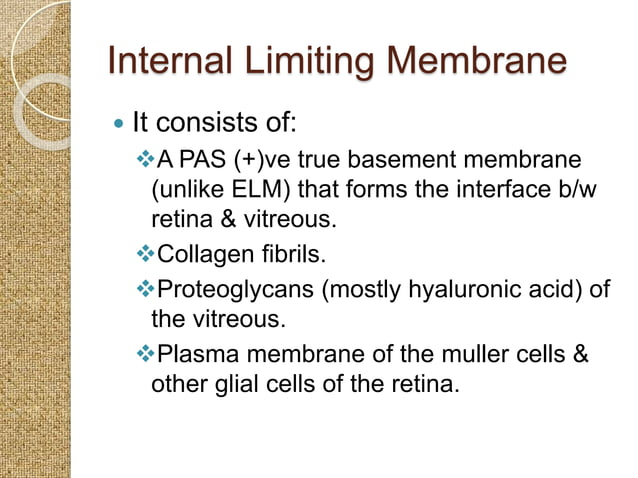 Internal Limiting Membrane
• It consists of:
❖A PAS (+)ve true basement membrane
(unlike ELM) that forms the interface b/w
retina & vitreous.
❖Collagen fibrils.
❖Proteoglycans (mostly hyaluronic acid) of
the vitreous.
❖Plasma membrane of the muller cells &
other glial cells of the retina.